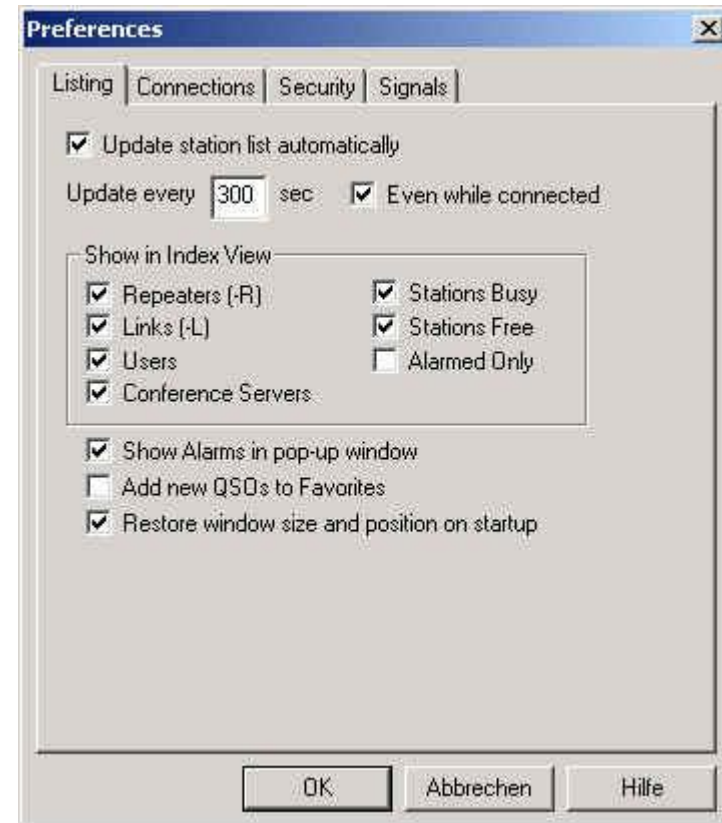 Preferences
Listing Connections Security Signals
Update station list automatically
Update every 300 sec Even while connected
Show in Index View
Repeaters (-R) Stations Busy
Links (-L) Stations Free
Users Alarmed Only
Conference Servers
Show Alarms in pop-up window
Add new QSOs to Favorites
Restore window size and position on startup
OK Abbrechen Hilfe